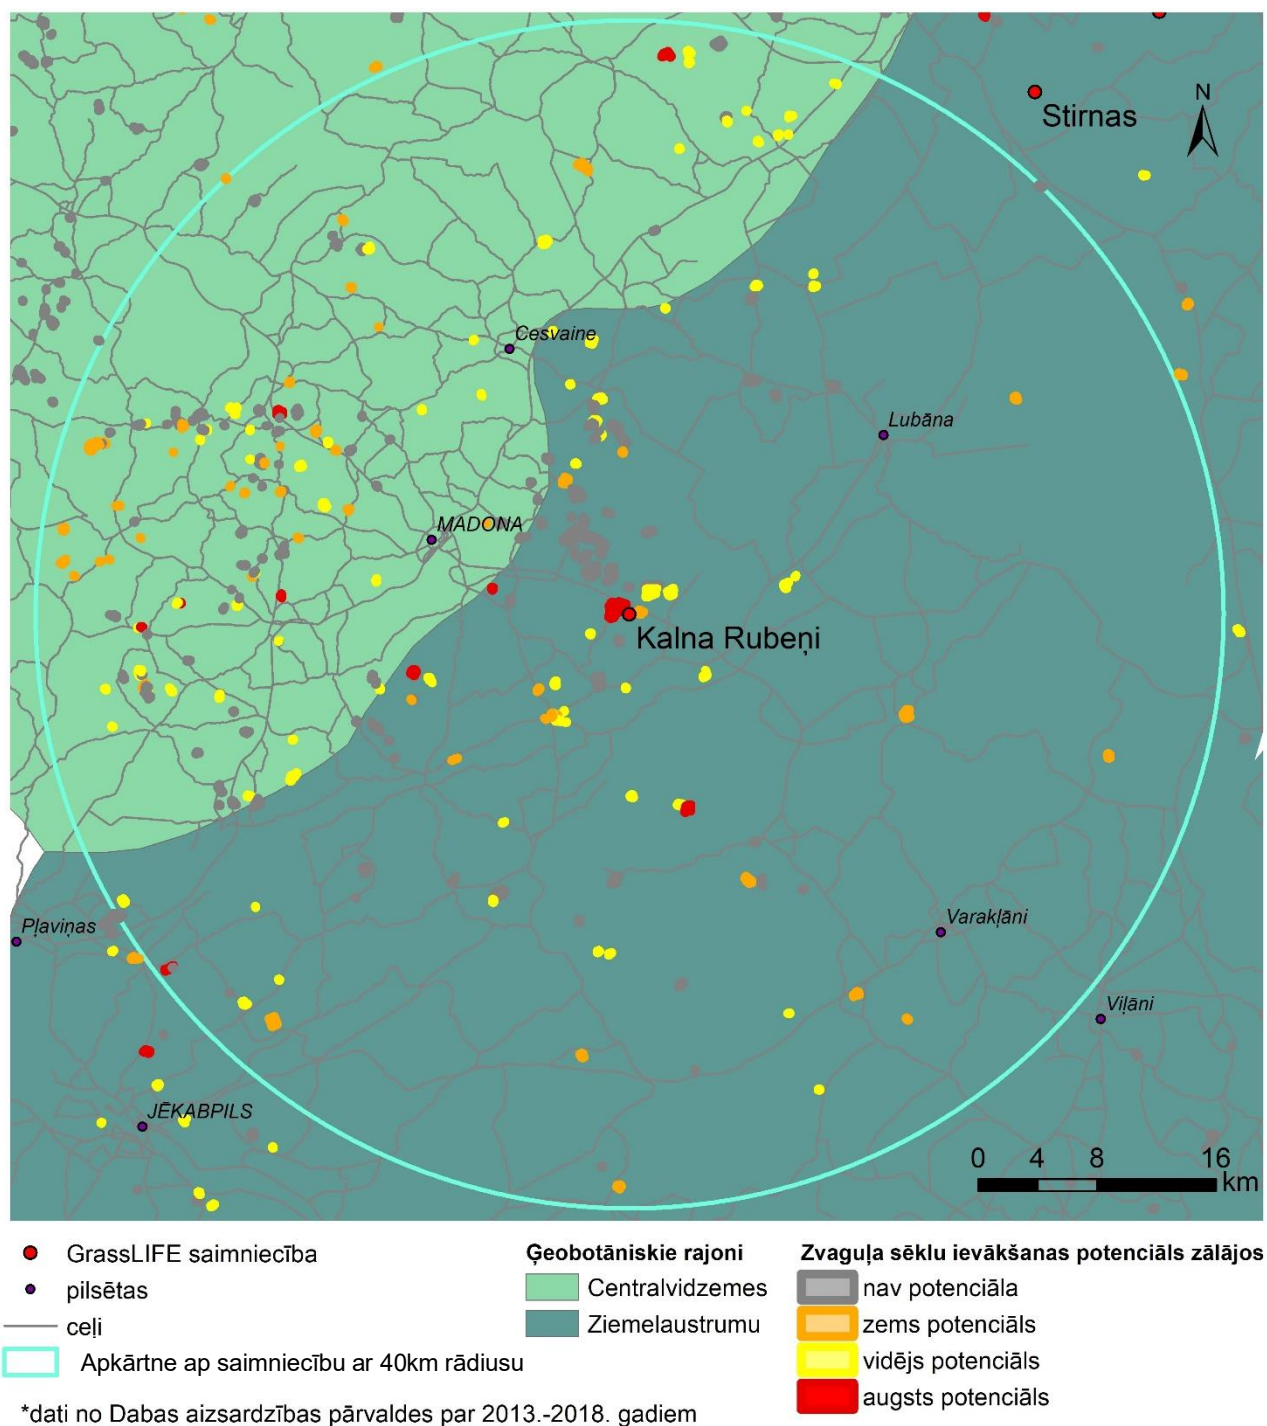 N
Stirnas
Cesvaine
Lubāna
MADONA
Kalna Rubeņi
Varakļāni
Pļaviņas
Viļāni
JĒKABPILS
0 4 8 16
km
GrassLIFE saimniecība
pilsētas
ceļi
Apkārtne ap saimniecību ar 40km rādiusu
*dati no Dabas aizsardzības pārvaldes par 2013.-2018. gadiem
Ģeobotāniskie rajoni
Centralvidzemes
Ziemelaustrumu
Zvaguļa sēklu ievākšanas potenciāls zālājos
nav potenciāla
zems potenciāls
vidējs potenciāls
augsts potenciāls